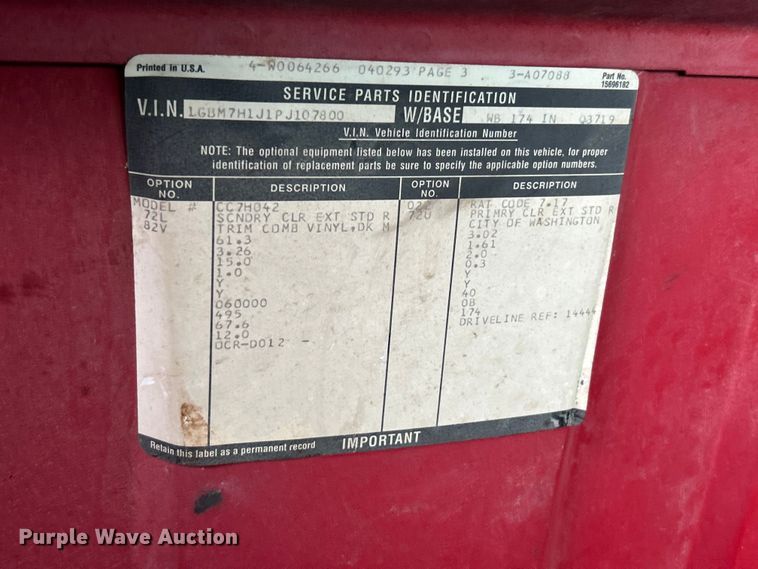 Printed in U.S.A. 4-W0064266 040293 PAGE 3 3-A07088 Part No. 15696182
SERVICE PARTS IDENTIFICATION
V.I.N. 1GBM7H1J1PJ107800 W/BASE WB 174 IN 03719
V.I.N. Vehicle Identification Number
NOTE: The optional equipment listed below has been installed on this vehicle, for proper
identification of replacement parts be sure to specify the applicable option numbers.
OPTION NO. DESCRIPTION OPTION NO. DESCRIPTION
MODEL # CC7H042 022 RAT CODE 7.17
72L SCNDRY CLR EXT STD R 72U PRIMRY CLR EXT STD R
82V TRIM COMB VINYL,DK M CITY OF WASHINGTON
61.3 3.02
3.26 1.61
15.0 2.0
1.0 0.3
Y Y
Y Y
060000 40
495 08
67.6 174
12.0 DRIVELINE REF: 14444
OCR-D012 -
Retain this label as a permanent record IMPORTANT
Purple Wave Auction